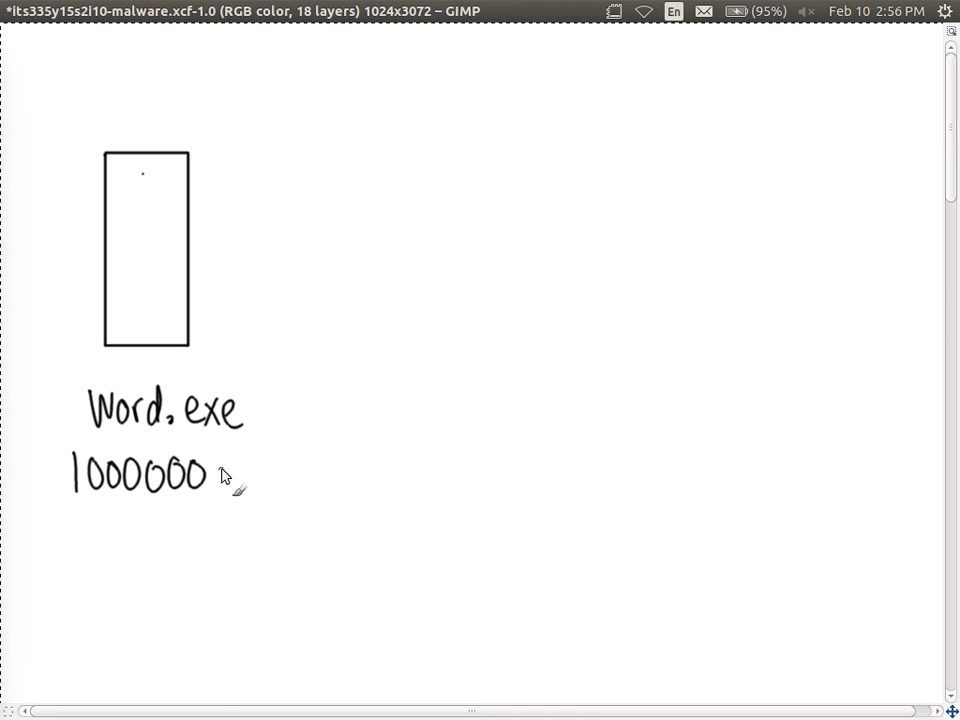 *its335y15s2i10-malware.xcf-1.0 (RGB color, 18 layers) 1024x3072 – GIMP En (95%) Feb 10 2:56 PM
Word.exe
1000000